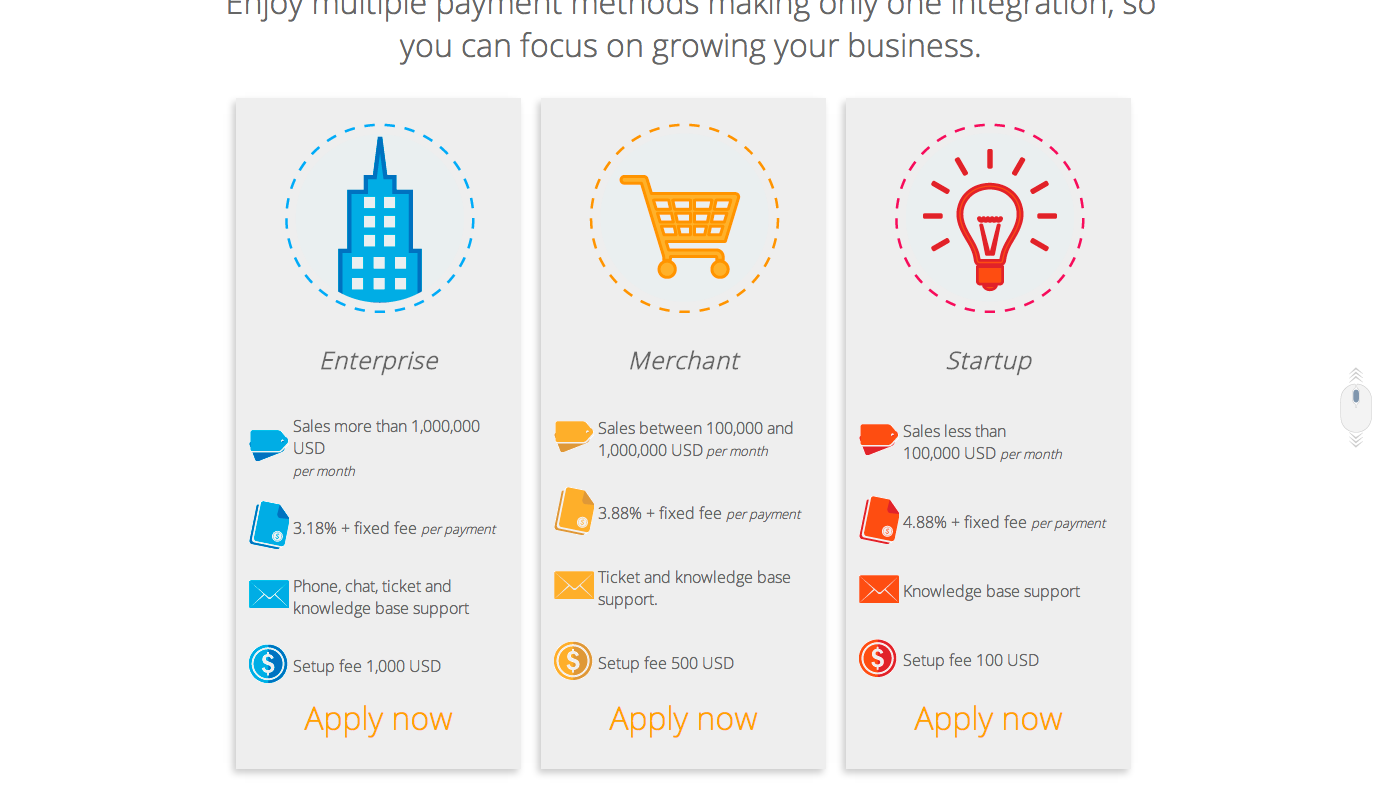 Enjoy multiple payment methods making only one integration, so
you can focus on growing your business.
Enterprise
Sales more than 1,000,000
USD
per month
3.18% + fixed fee per payment
Phone, chat, ticket and
knowledge base support
Setup fee 1,000 USD
Apply now
Merchant
Sales between 100,000 and
1,000,000 USD per month
3.88% + fixed fee per payment
Ticket and knowledge base
support.
Setup fee 500 USD
Apply now
Startup
Sales less than
100,000 USD per month
4.88% + fixed fee per payment
Knowledge base support
Setup fee 100 USD
Apply now